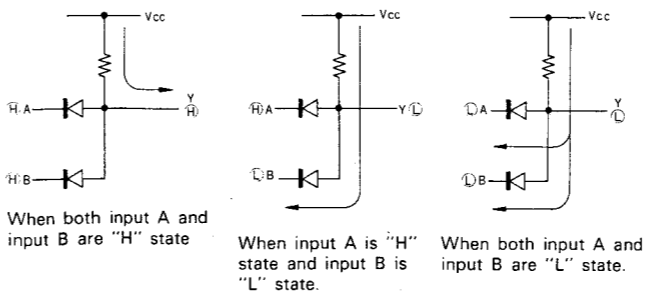 Vcc
Y
H A
H
H B
When both input A and
input B are "H" state
Vcc
H A
Y L
L B
When input A is "H"
state and input B is
"L" state.
Vcc
Y
L A
L
L B
When both input A and
input B are "L" state.